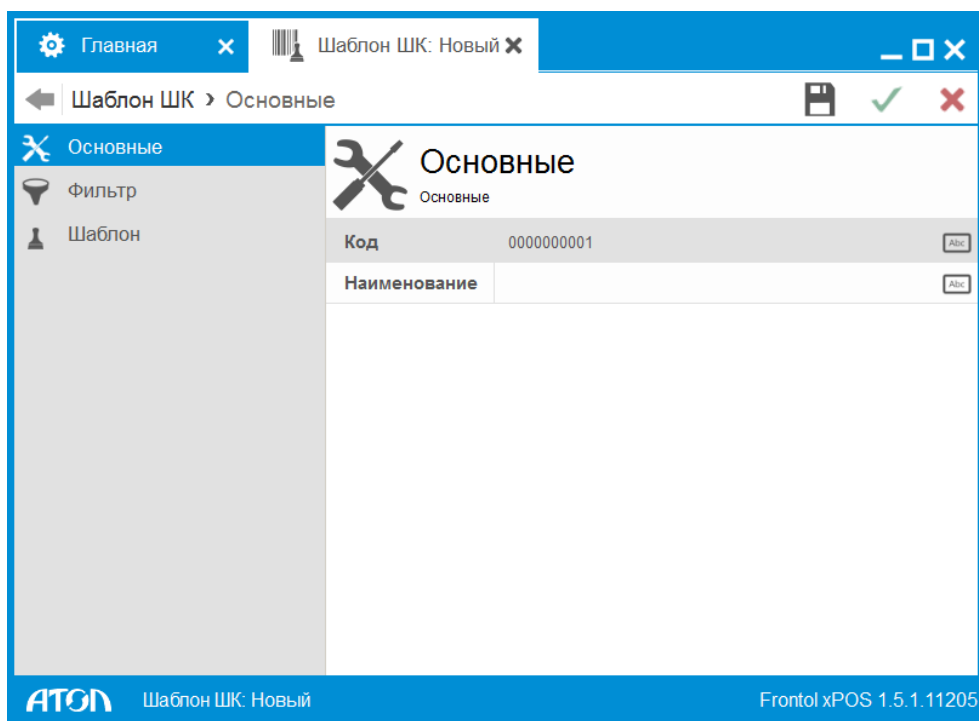 Главная Шаблон ШК: Новый
Шаблон ШК > Основные
Основные
Фильтр
Шаблон
Основные
Основные
Код 0000000001 Abc
Наименование Abc
ATOЛ Шаблон ШК: Новый Frontol xPOS 1.5.1.11205